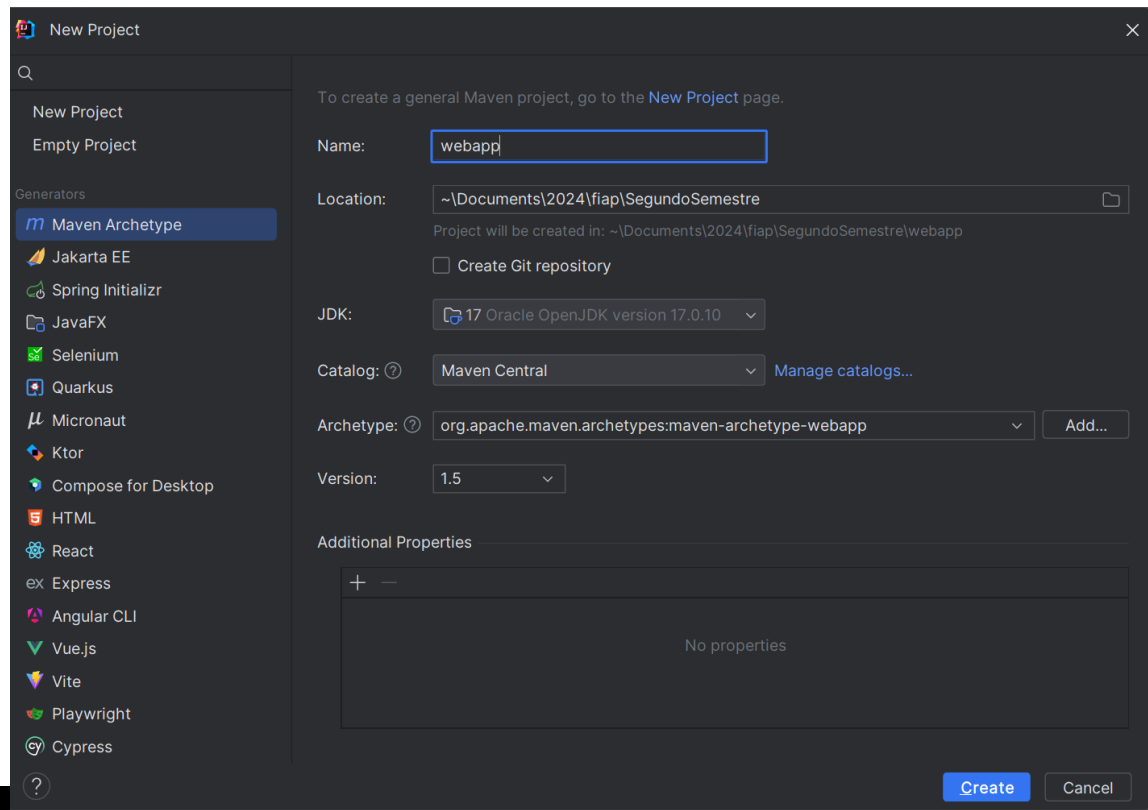 New Project
New Project
Empty Project
Generators
Maven Archetype
Jakarta EE
Spring Initializr
JavaFX
Selenium
Quarkus
Micronaut
Ktor
Compose for Desktop
HTML
React
ex Express
Angular CLI
Vue.js
Vite
Playwright
cy Cypress
?
To create a general Maven project, go to the New Project page.
Name: webapp
Location: ~\Documents\2024\fiap\SegundoSemestre
Project will be created in: ~\Documents\2024\fiap\SegundoSemestre\webapp
Create Git repository
JDK: 17 Oracle OpenJDK version 17.0.10
Catalog: ? Maven Central Manage catalogs...
Archetype: ? org.apache.maven.archetypes:maven-archetype-webapp Add...
Version: 1.5
Additional Properties
No properties
Create Cancel